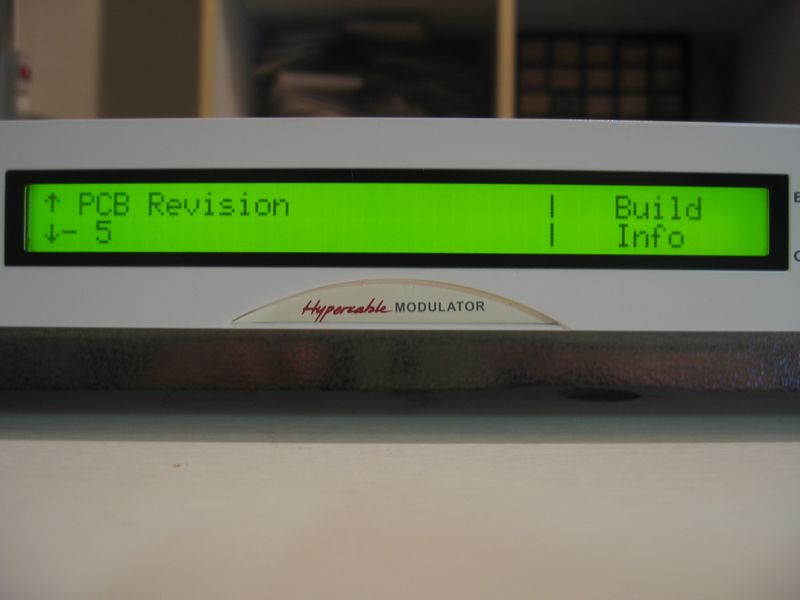 ↑ PCB Revision | Build
↓- 5 | Info
Hypercable MODULATOR